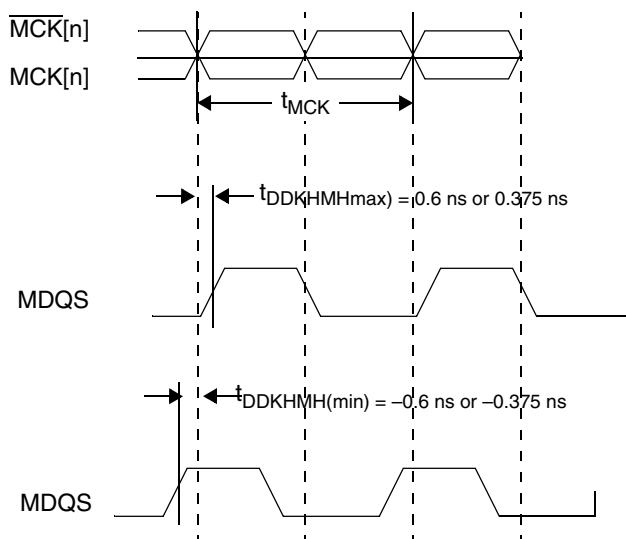 MCK[n]
MCK[n]
tMCK
tDDKHMHmax) = 0.6 ns or 0.375 ns
MDQS
tDDKHMH(min) = –0.6 ns or –0.375 ns
MDQS